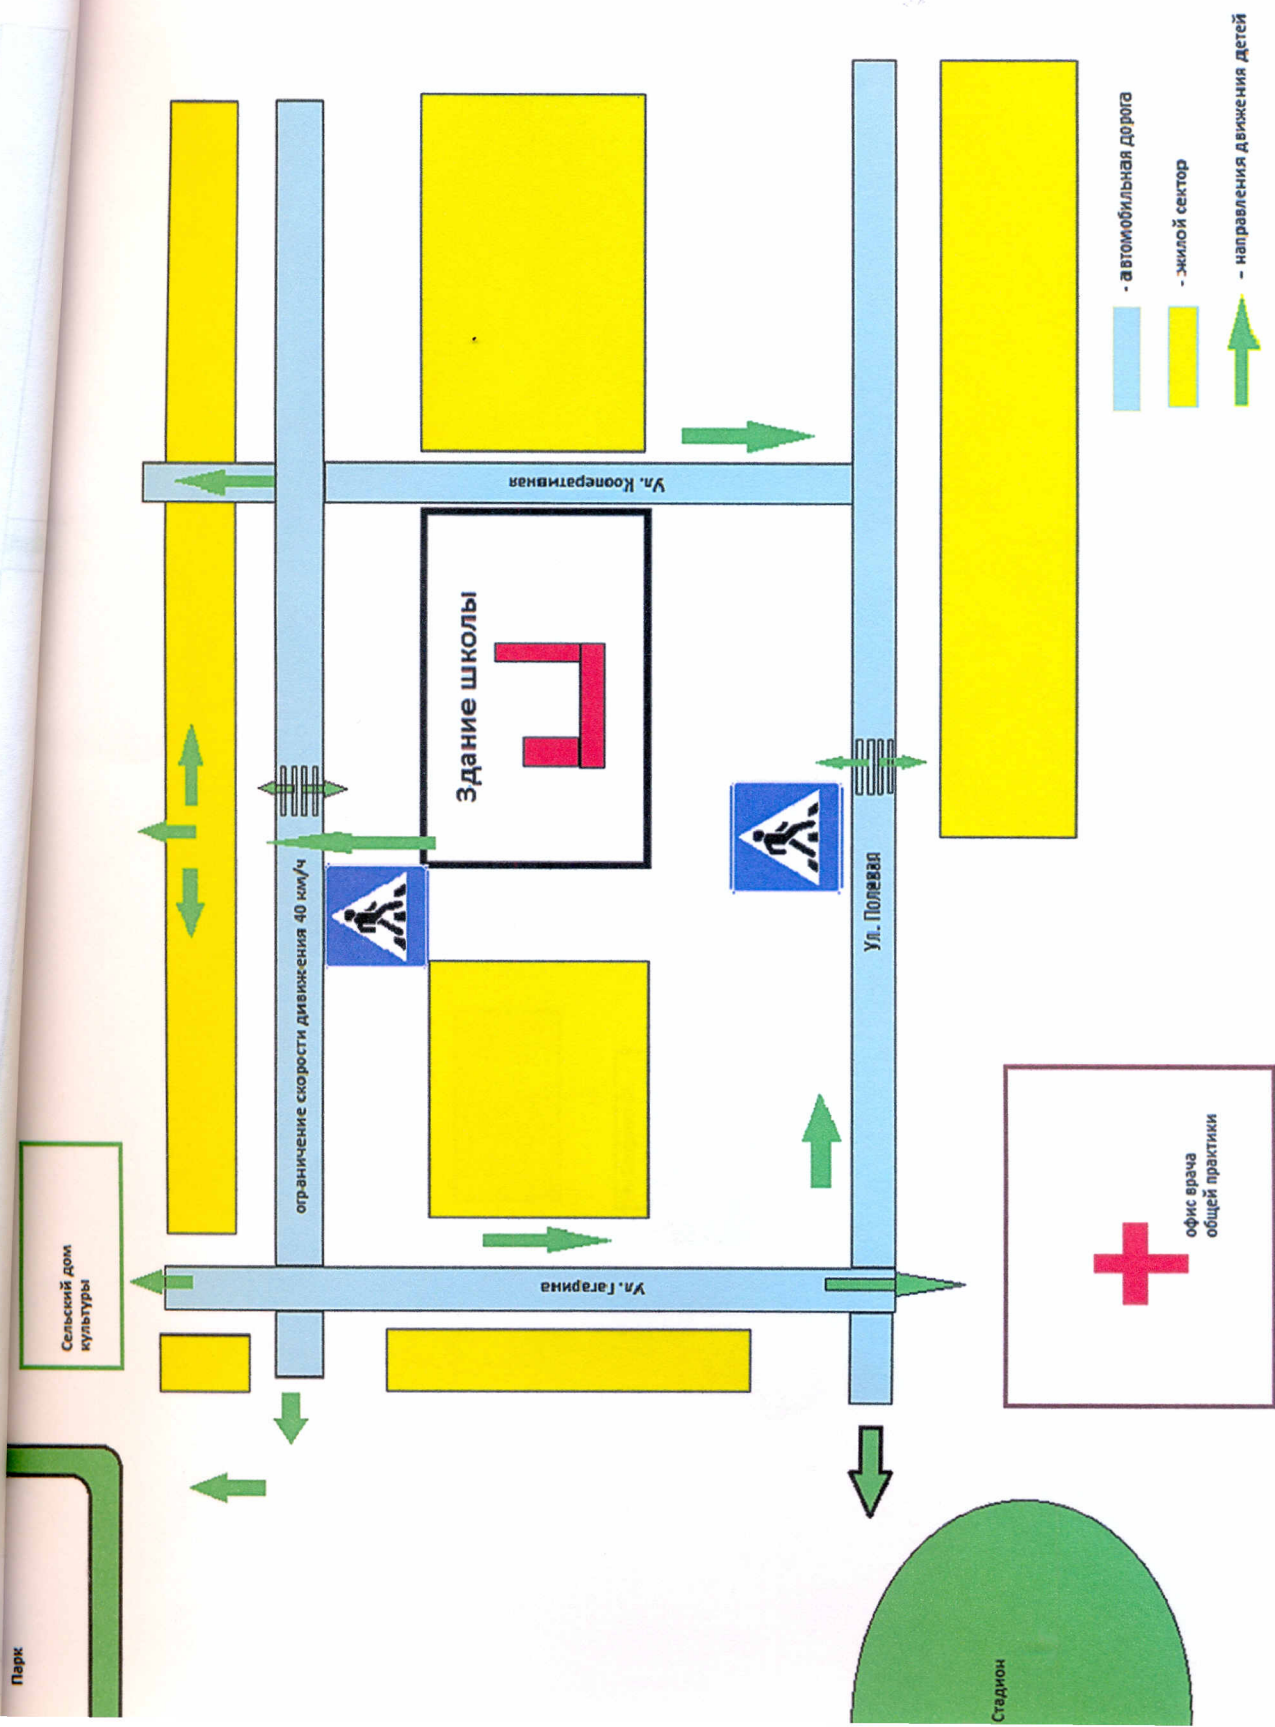 Парк
Сельский дом
культуры
ограничение скорости дивижения 40 км/ч
Здание школы
Ул. Кооперативная
Ул. Гагарина
Ул. Полевая
Стадион
офис врача
общей практики
- автомобильная дорога
- жилой сектор
– направления движения детей